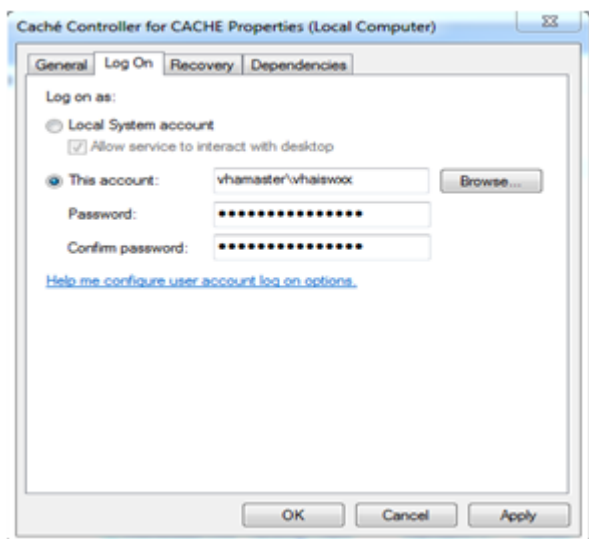 Caché Controller for CACHE Properties (Local Computer)
General Log On Recovery Dependencies
Log on as:
Local System account
Allow service to interact with desktop
This account: vhamaster\vhaiswxx Browse...
Password: ●●●●●●●●●●●●●●●
Confirm password: ●●●●●●●●●●●●●●●
Help me configure user account log on options.
OK Cancel Apply